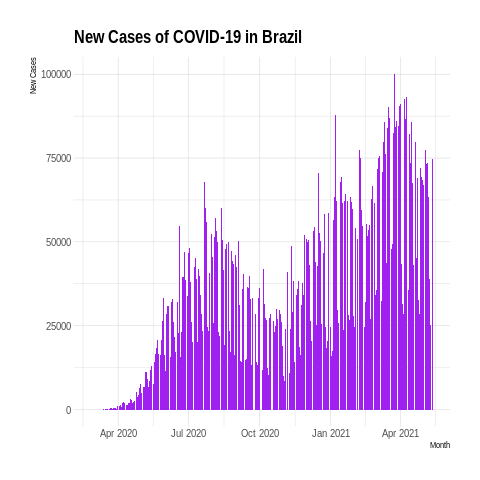 New Cases of COVID-19 in Brazil
New Cases
100000
75000
50000
25000
0
Apr 2020 Jul 2020 Oct 2020 Jan 2021 Apr 2021
Month